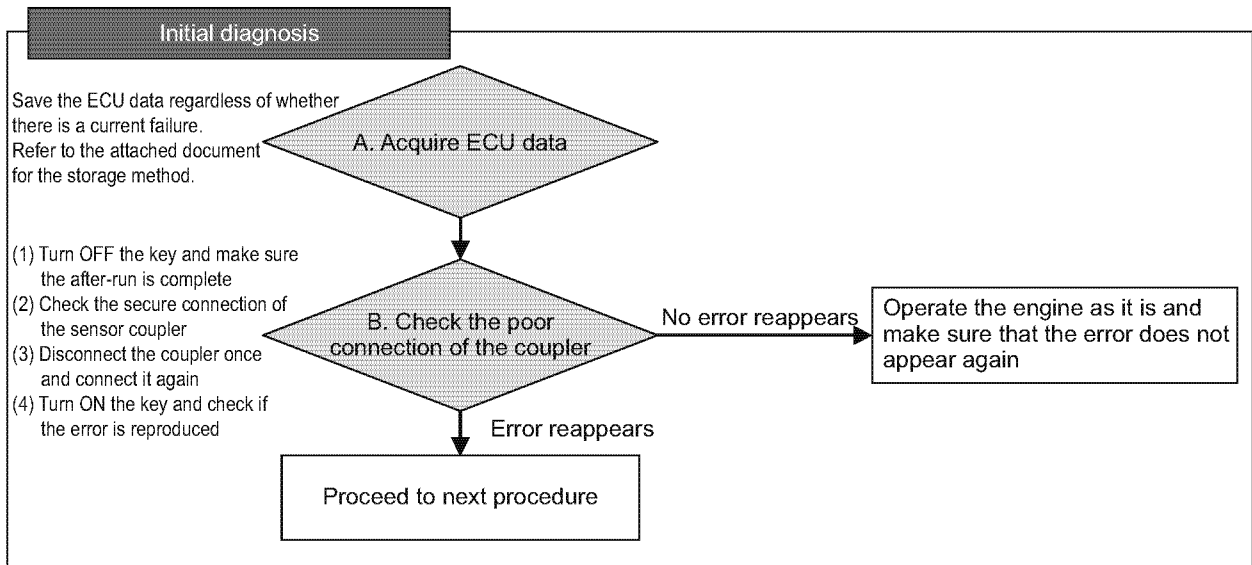 Initial diagnosis
Save the ECU data regardless of whether
there is a current failure.
Refer to the attached document
for the storage method.
A. Acquire ECU data
(1) Turn OFF the key and make sure
the after-run is complete
(2) Check the secure connection of
the sensor coupler
(3) Disconnect the coupler once
and connect it again
(4) Turn ON the key and check if
the error is reproduced
B. Check the poor
connection of the coupler
No error reappears
Operate the engine as it is and
make sure that the error does not
appear again
Error reappears
Proceed to next procedure